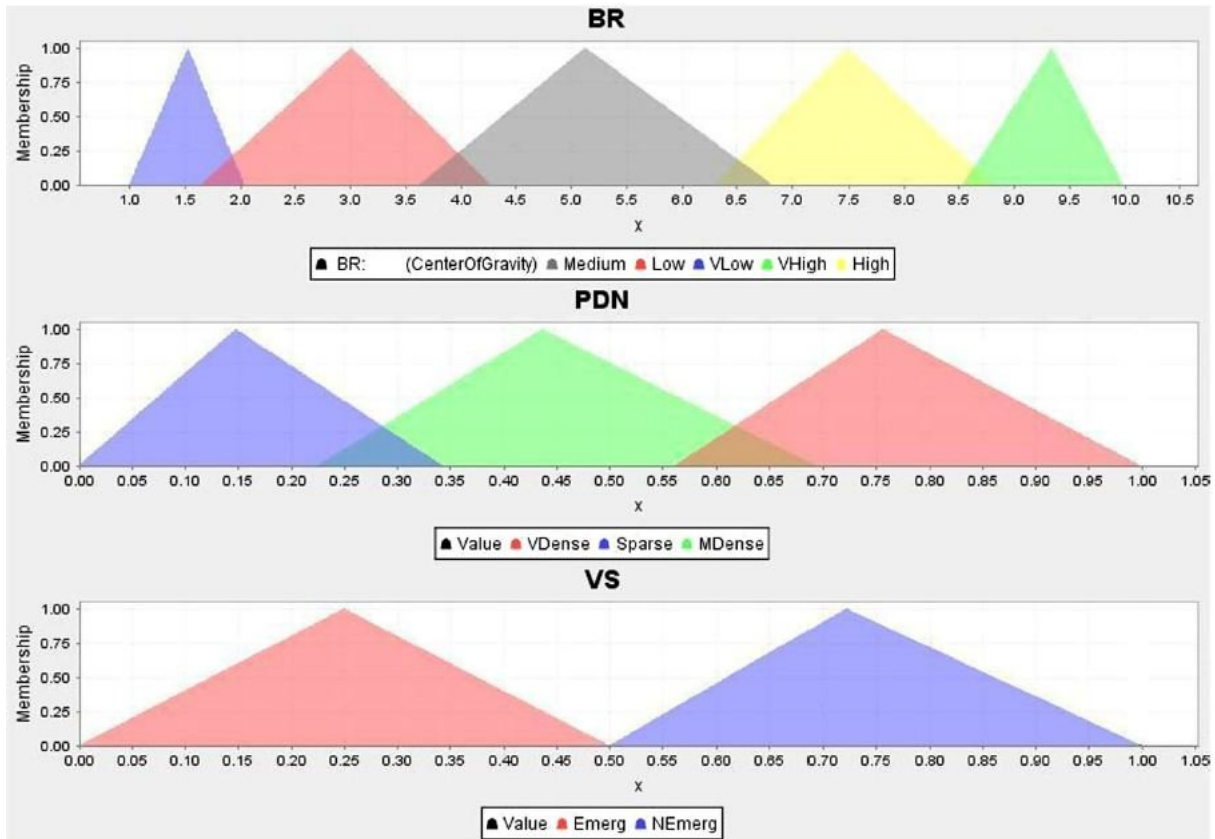 BR
1.00
0.75
0.50
0.25
0.00
Membership
1.0 1.5 2.0 2.5 3.0 3.5 4.0 4.5 5.0 5.5 6.0 6.5 7.0 7.5 8.0 8.5 9.0 9.5 10.0 10.5
x
BR: (CenterOfGravity) Medium Low VLow VHigh High
PDN
1.00
0.75
0.50
0.25
0.00
Membership
0.00 0.05 0.10 0.15 0.20 0.25 0.30 0.35 0.40 0.45 0.50 0.55 0.60 0.65 0.70 0.75 0.80 0.85 0.90 0.95 1.00 1.05
x
Value VDense Sparse MDense
VS
1.00
0.75
0.50
0.25
0.00
Membership
0.00 0.05 0.10 0.15 0.20 0.25 0.30 0.35 0.40 0.45 0.50 0.55 0.60 0.65 0.70 0.75 0.80 0.85 0.90 0.95 1.00 1.05
x
Value Emerg NEmerg